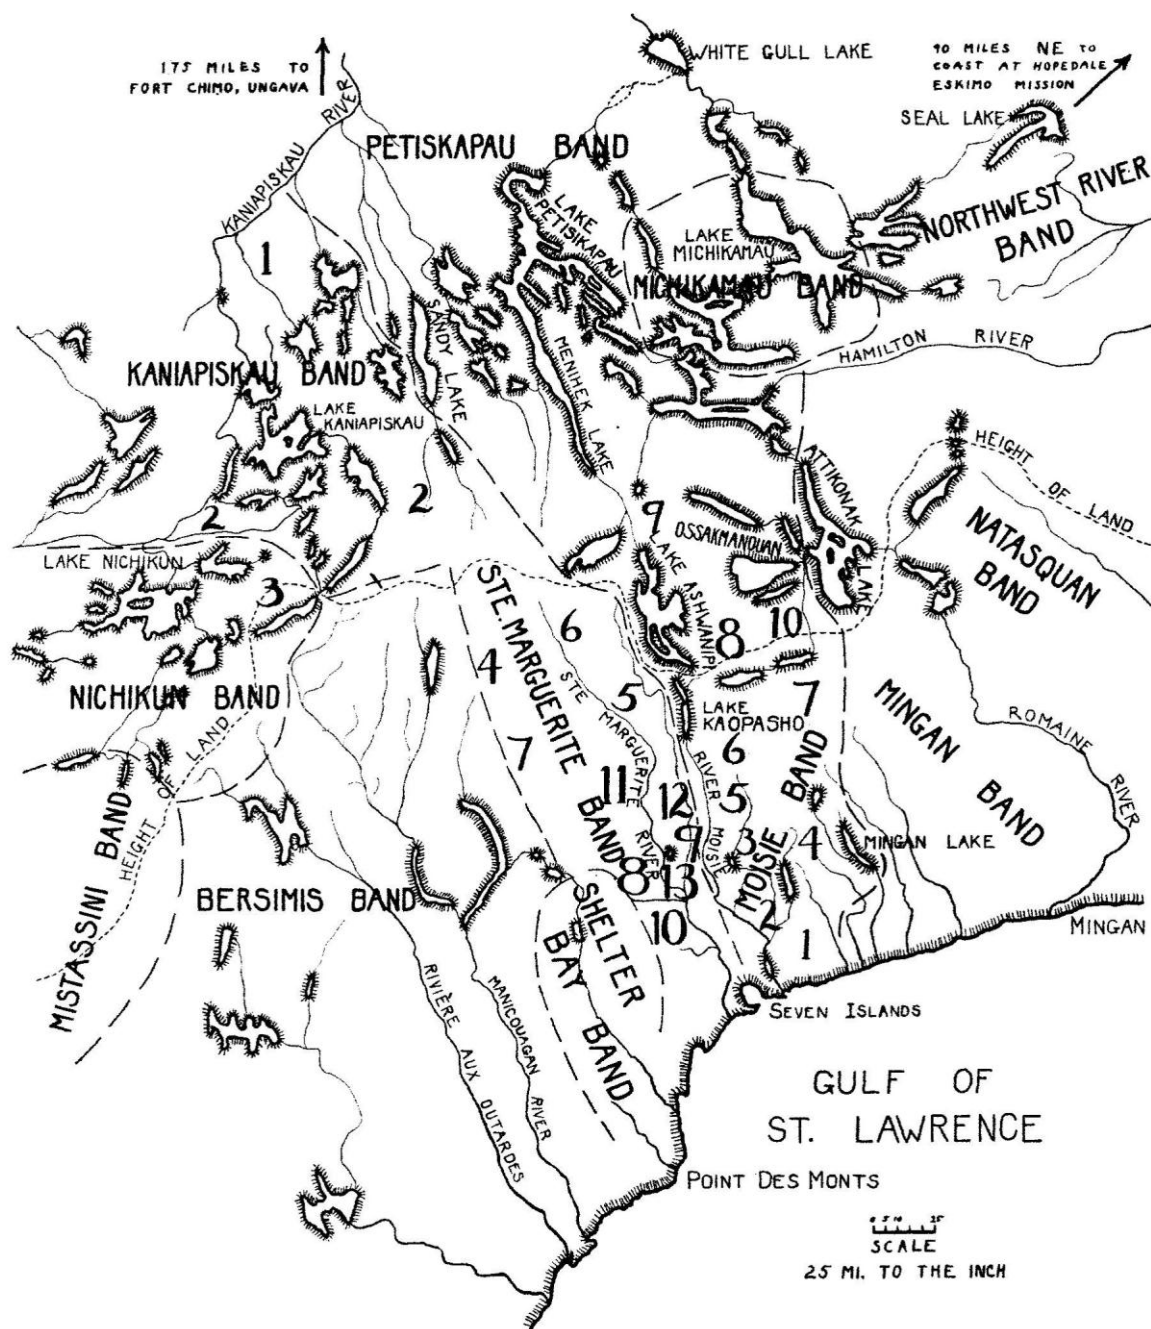 WHITE GULL LAKE
175 MILES TO
FORT CHIMO, UNGAVA
90 MILES NE TO
COAST AT HOPEDALE
ESKIMO MISSION
SEAL LAKE
KANIAPISKAU RIVER
PETISKAPAU BAND
LAKE
PETISIKAPAU
NORTHWEST RIVER
BAND
1
LAKE
MICHIKAMAU
MICHIKAMAU BAND
SANDY LAKE
MENIHEK LAKE
HAMILTON RIVER
KANIAPISKAU BAND
LAKE
KANIAPISKAU
ATTIKONAK LAKE
HEIGHT OF LAND
2
2
9
OSSAKMANOUAN
NATASQUAN
BAND
LAKE NICHIKUN
3
LAKE ASHWANIPI
STE. MARGUERITE BAND
6
8
10
4
STE MARGUERITE RIVER
5
NICHIKUN BAND
LAKE
KAOPASHO
7
MINGAN
BAND
ROMAINE RIVER
HEIGHT OF LAND
7
6
11
12
5
MOISIE RIVER
MOISIE BAND
MISTASSINI BAND
9
3
4
MINGAN LAKE
8
13
BERSIMIS BAND
SHELTER
BAY BAND
10
2
1
MINGAN
SEVEN ISLANDS
RIVIÈRE AUX OUTARDES
MANICOUAGAN RIVER
GULF OF
ST. LAWRENCE
POINT DES MONTS
0 5 10 25
SCALE
25 MI. TO THE INCH